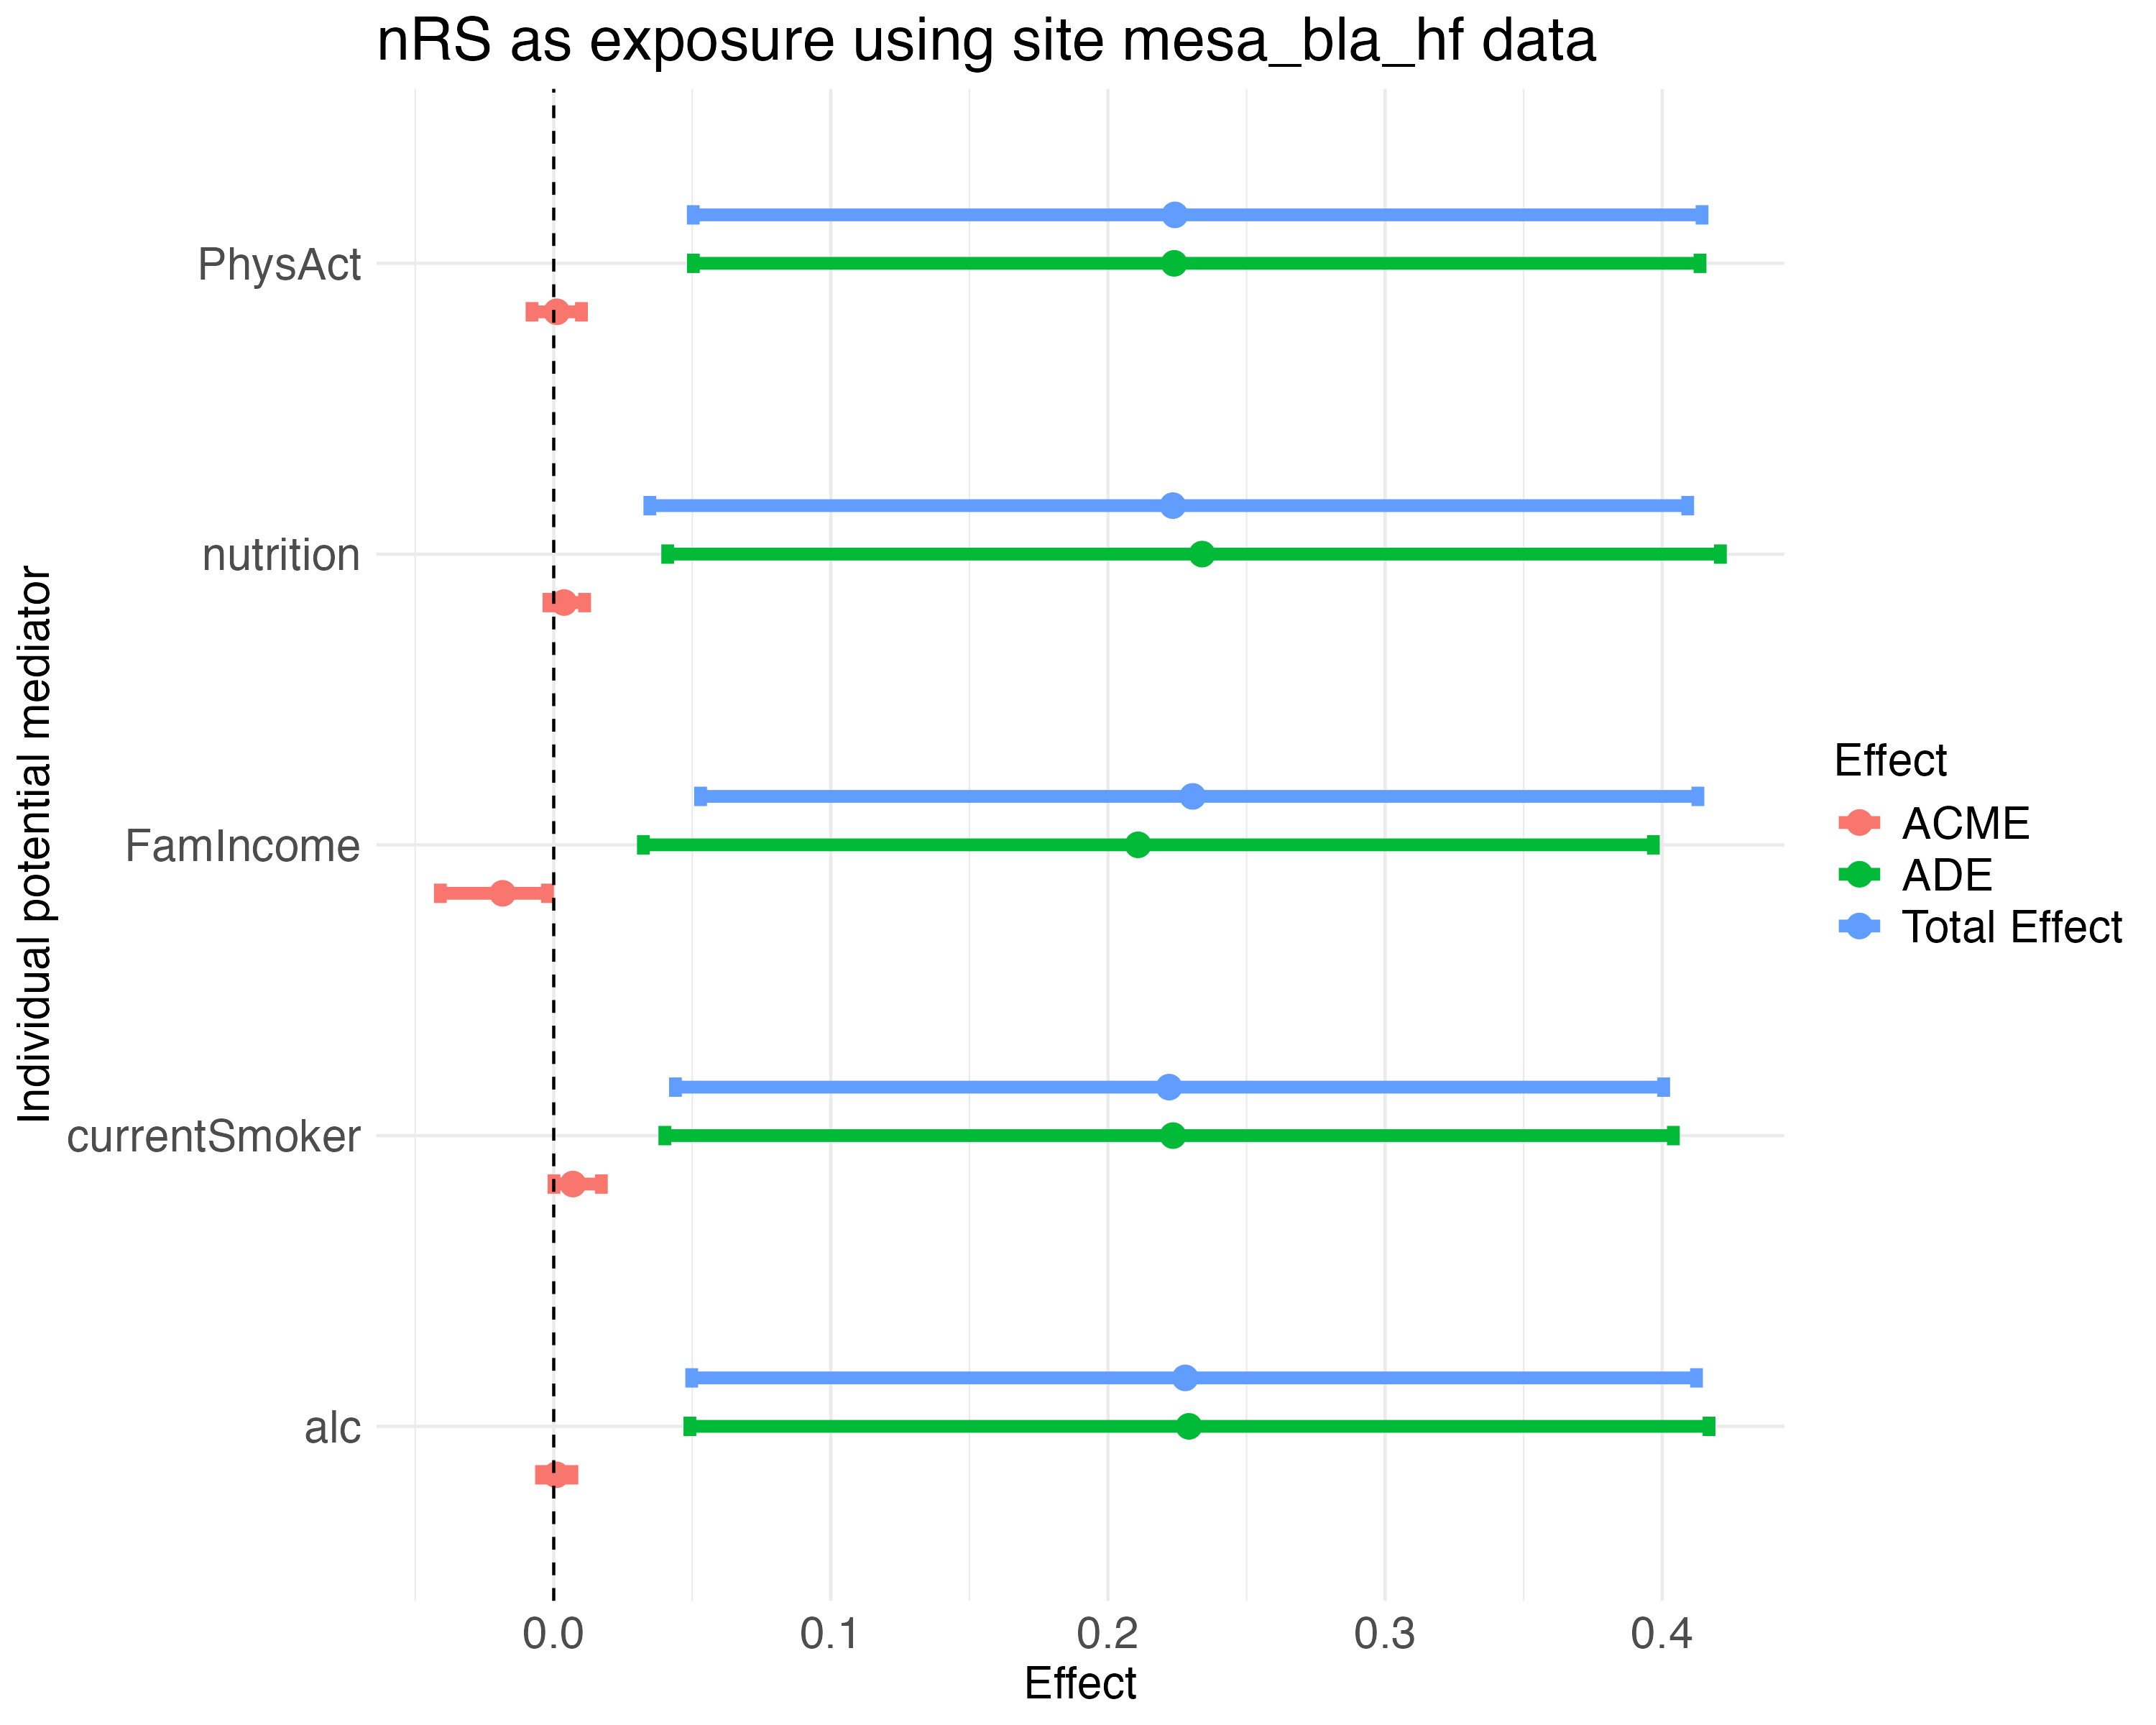 nRS as exposure using site mesa_bla_hf data
Individual potential mediator
PhysAct
nutrition
FamIncome
currentSmoker
alc
0.0 0.1 0.2 0.3 0.4
Effect
Effect
ACME
ADE
Total Effect